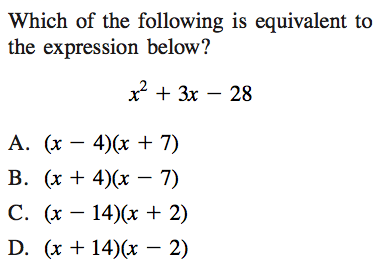 Which of the following is equivalent to
the expression below?
x² + 3x − 28
A. (x − 4)(x + 7)
B. (x + 4)(x − 7)
C. (x − 14)(x + 2)
D. (x + 14)(x − 2)